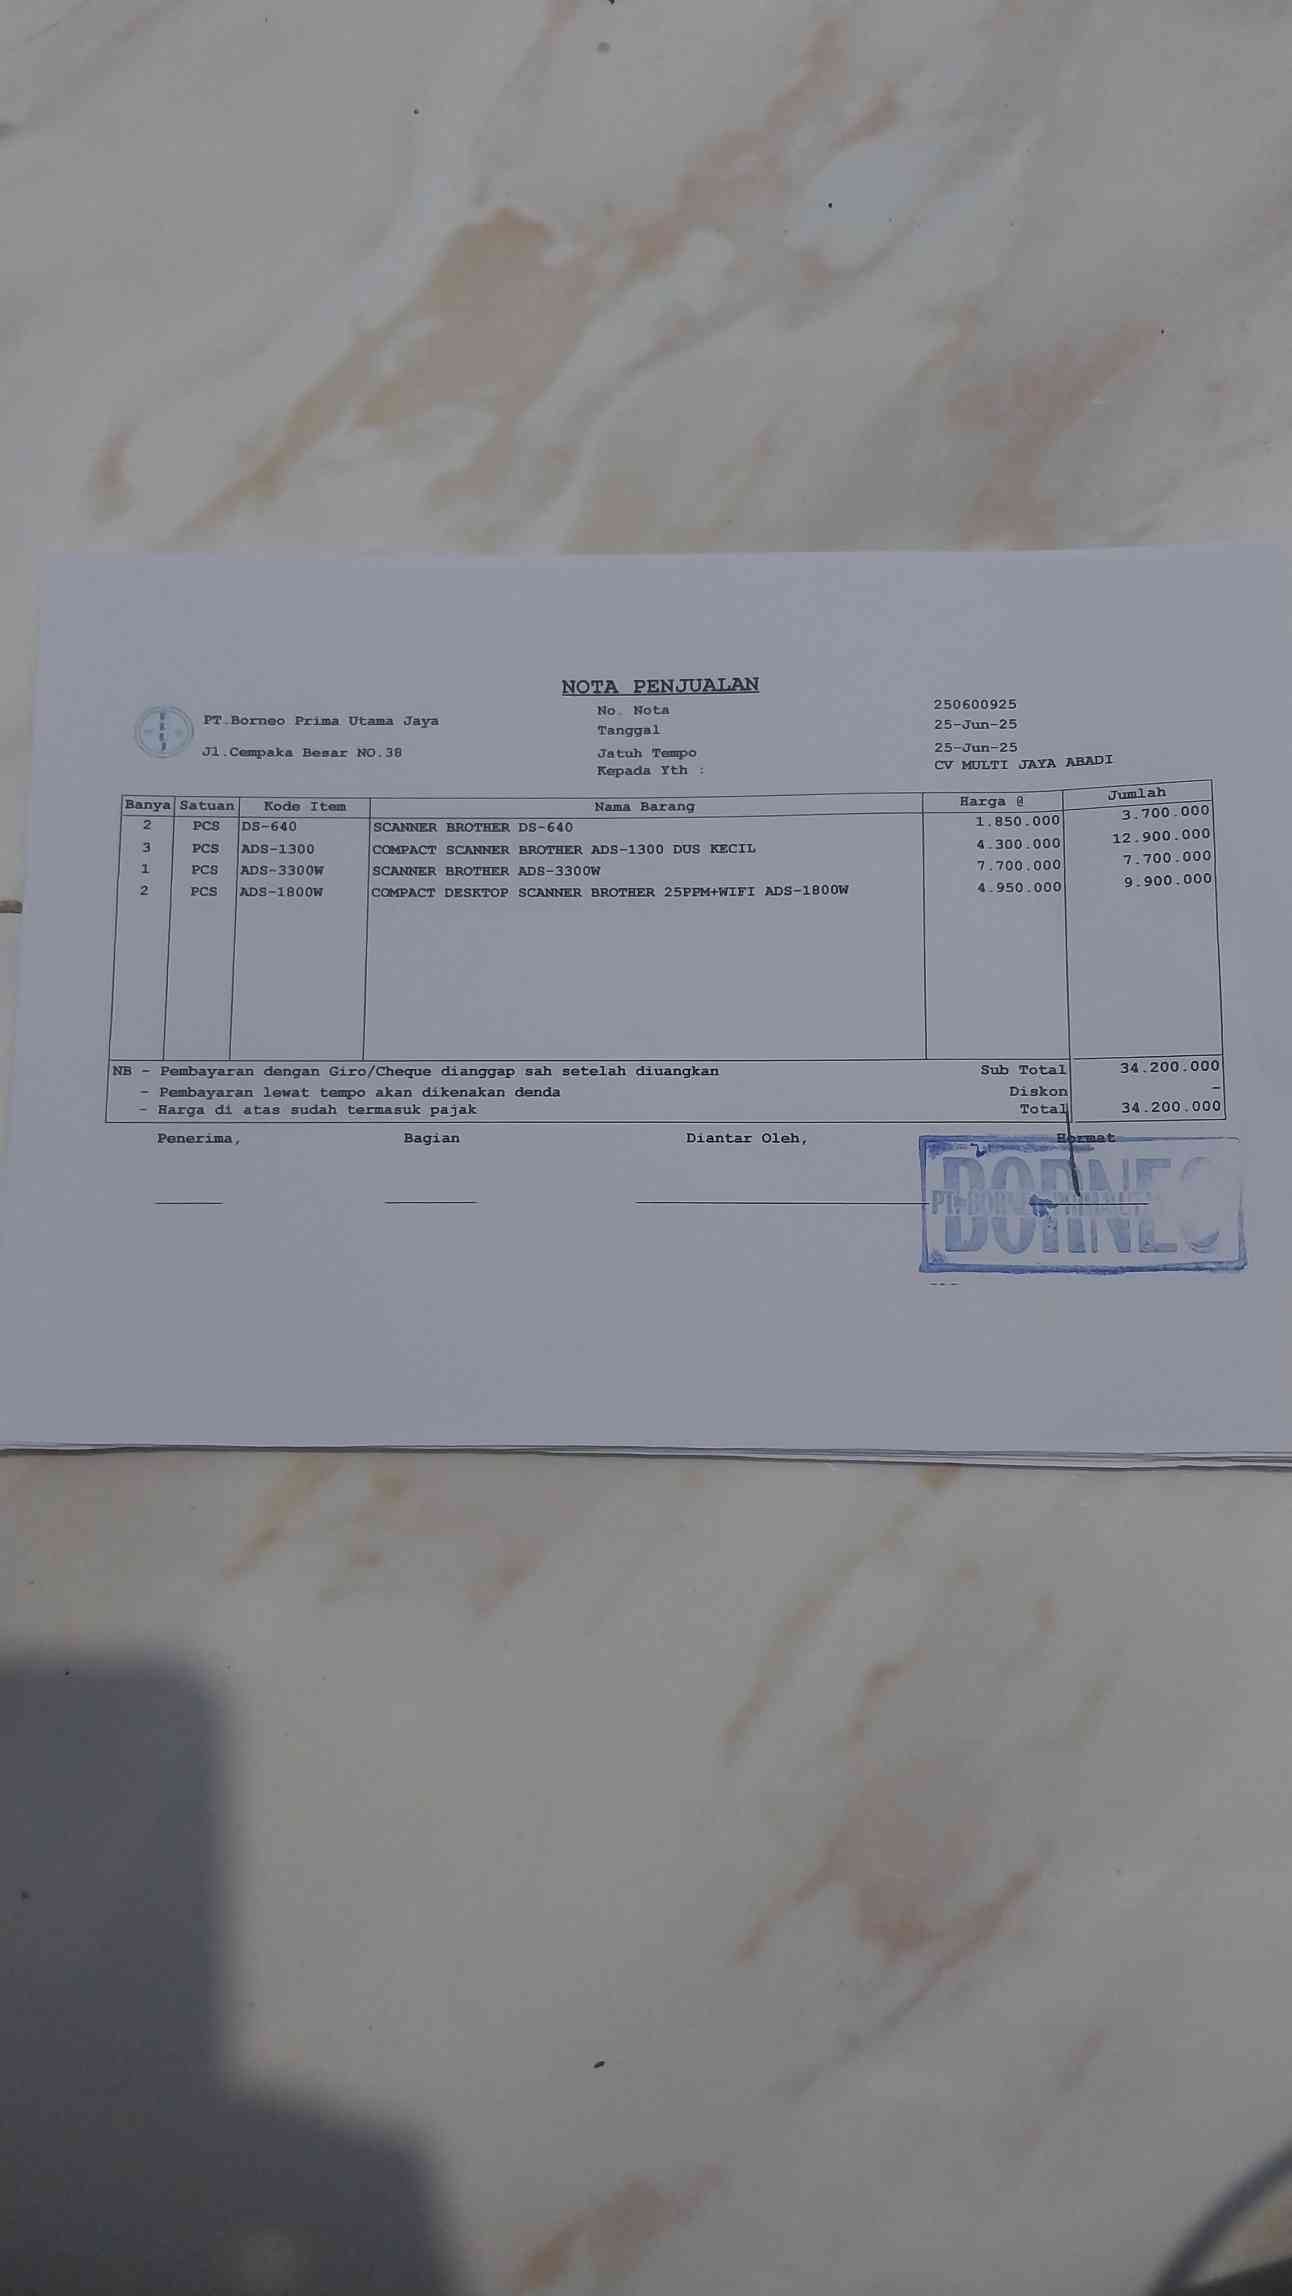 NOTA PENJUALAN
PT.Borneo Prima Utama Jaya
Jl.Cempaka Besar NO.38
No. Nota 250600925
Tanggal 25-Jun-25
Jatuh Tempo 25-Jun-25
Kepada Yth : CV MULTI JAYA ABADI
Banya Satuan Kode Item Nama Barang Harga @ Jumlah
2 PCS DS-640 SCANNER BROTHER DS-640 1.850.000 3.700.000
3 PCS ADS-1300 COMPACT SCANNER BROTHER ADS-1300 DUS KECIL 4.300.000 12.900.000
1 PCS ADS-3300W SCANNER BROTHER ADS-3300W 7.700.000 7.700.000
2 PCS ADS-1800W COMPACT DESKTOP SCANNER BROTHER 25PPM+WIFI ADS-1800W 4.950.000 9.900.000
NB - Pembayaran dengan Giro/Cheque dianggap sah setelah diuangkan Sub Total 34.200.000
- Pembayaran lewat tempo akan dikenakan denda Diskon -
- Harga di atas sudah termasuk pajak Total 34.200.000
Penerima, Bagian Diantar Oleh, Hormat
BORNEO
PT. BORNEO PRIMA